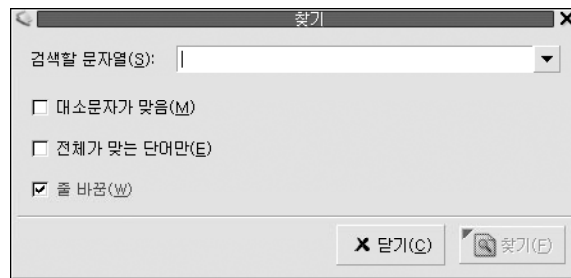 찾기
검색할 문자열(S):
대소문자가 맞음(M)
전체가 맞는 단어만(E)
줄 바꿈(W)
닫기(C) 찾기(F)